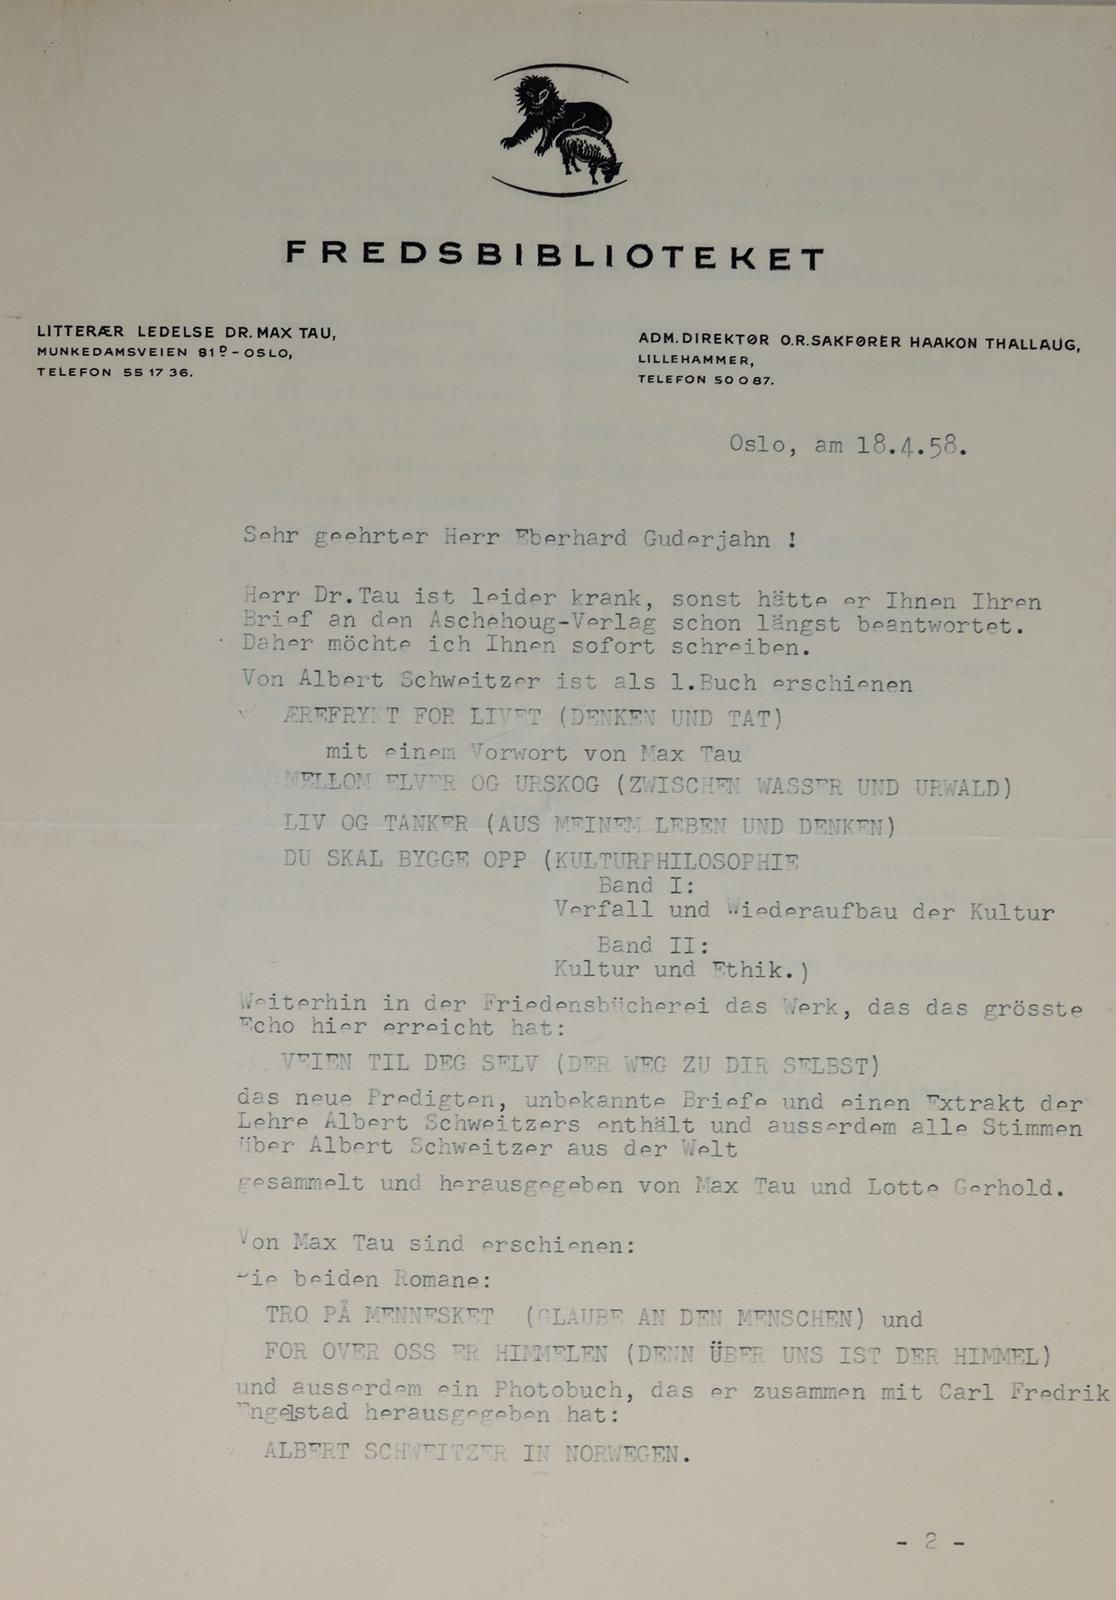 FREDSBIBLIOTEKET
LITTERÆR LEDELSE DR. MAX TAU,
MUNKEDAMSVEIEN 81D – OSLO,
TELEFON 55 17 36.
ADM. DIREKTØR O.R.SAKFØRER HAAKON THALLAUG,
LILLEHAMMER,
TELEFON 50 0 87.
Oslo, am 18.4.58.
Sehr geehrter Herr Eberhard Guderjahn !
Herr Dr.Tau ist leider krank, sonst hätte er Ihnen Ihren
Brief an den Aschehoug-Verlag schon längst beantwortet.
Daher möchte ich Ihnen sofort schreiben.
Von Albert Schweitzer ist als 1.Buch erschienen
ÆREFRYKT FOR LIVET (DENKEN UND TAT)
mit einem Vorwort von Max Tau
MELLOM ELVER OG URSKOG (ZWISCHEN WASSER UND URWALD)
LIV OG TANKER (AUS MEINEM LEBEN UND DENKEN)
DU SKAL BYGGE OPP (KULTURPHILOSOPHIE
Band I:
Verfall und Wiederaufbau der Kultur
Band II:
Kultur und Ethik.)
Weiterhin in der Friedensbücherei das Werk, das das grösste
Echo hier erreicht hat:
VEIEN TIL DEG SELV (DER WEG ZU DIR SELBST)
das neue Predigten, unbekannte Briefe und einen Extrakt der
Lehre Albert Schweitzers enthält und ausserdem alle Stimmen
über Albert Schweitzer aus der Welt
gesammelt und herausgegeben von Max Tau und Lotte Gerhold.
Von Max Tau sind erschienen:
Die beiden Romane:
TRO PÅ MENNESKET (GLAUBE AN DEN MENSCHEN) und
FOR OVER OSS ER HIMMELEN (DENN ÜBER UNS IST DER HIMMEL)
und ausserdem ein Photobuch, das er zusammen mit Carl Fredrik
Engelstad herausgegeben hat:
ALBERT SCHWEITZER IN NORWEGEN.
- 2 -